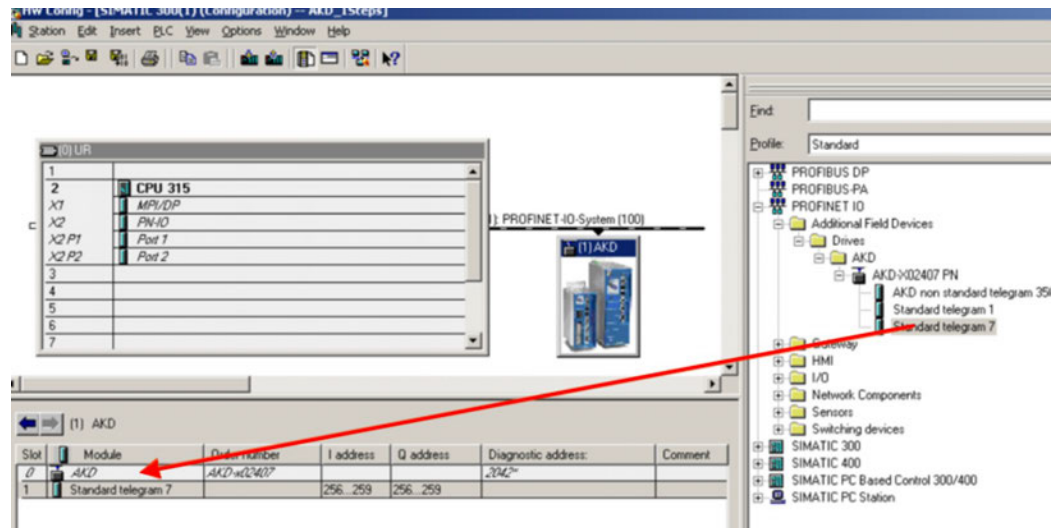 HW Config - [SIMATIC 300(1) (Configuration) -- AKD_1Steps]
Station Edit Insert PLC View Options Window Help
(0) UR
1
2 CPU 315
X1 MPI/DP
X2 PN-IO
X2 P1 Port 1
X2 P2 Port 2
3
4
5
6
7
): PROFINET-IO-System (100)
(1) AKD
Find:
Profile: Standard
PROFIBUS DP
PROFIBUS-PA
PROFINET IO
Additional Field Devices
Drives
AKD
AKD-X02407 PN
AKD non standard telegram 350
Standard telegram 1
Standard telegram 7
Gateway
HMI
I/O
Network Components
Sensors
Switching devices
SIMATIC 300
SIMATIC 400
SIMATIC PC Based Control 300/400
SIMATIC PC Station
(1) AKD
Slot Module Order number I address Q address Diagnostic address: Comment
0 AKD AKD-x02407 2042*
1 Standard telegram 7 256...259 256...259